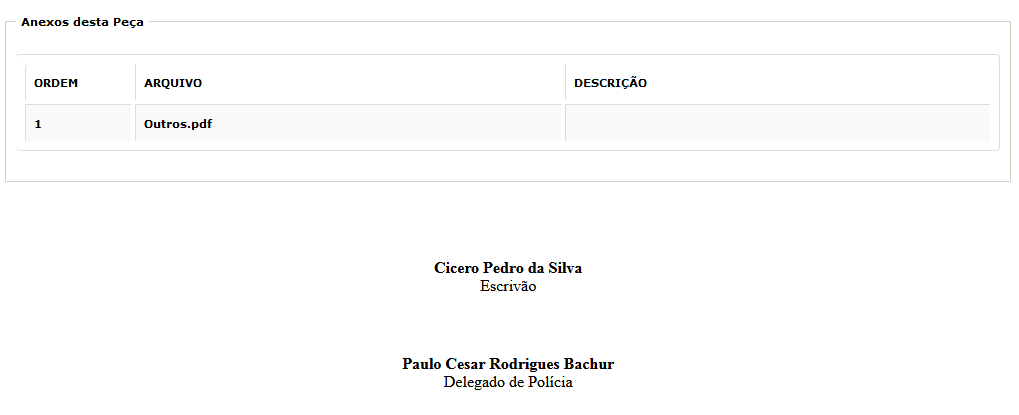 Anexos desta Peça
ORDEM ARQUIVO DESCRIÇÃO
1 Outros.pdf
Cicero Pedro da Silva
Escrivão
Paulo Cesar Rodrigues Bachur
Delegado de Polícia